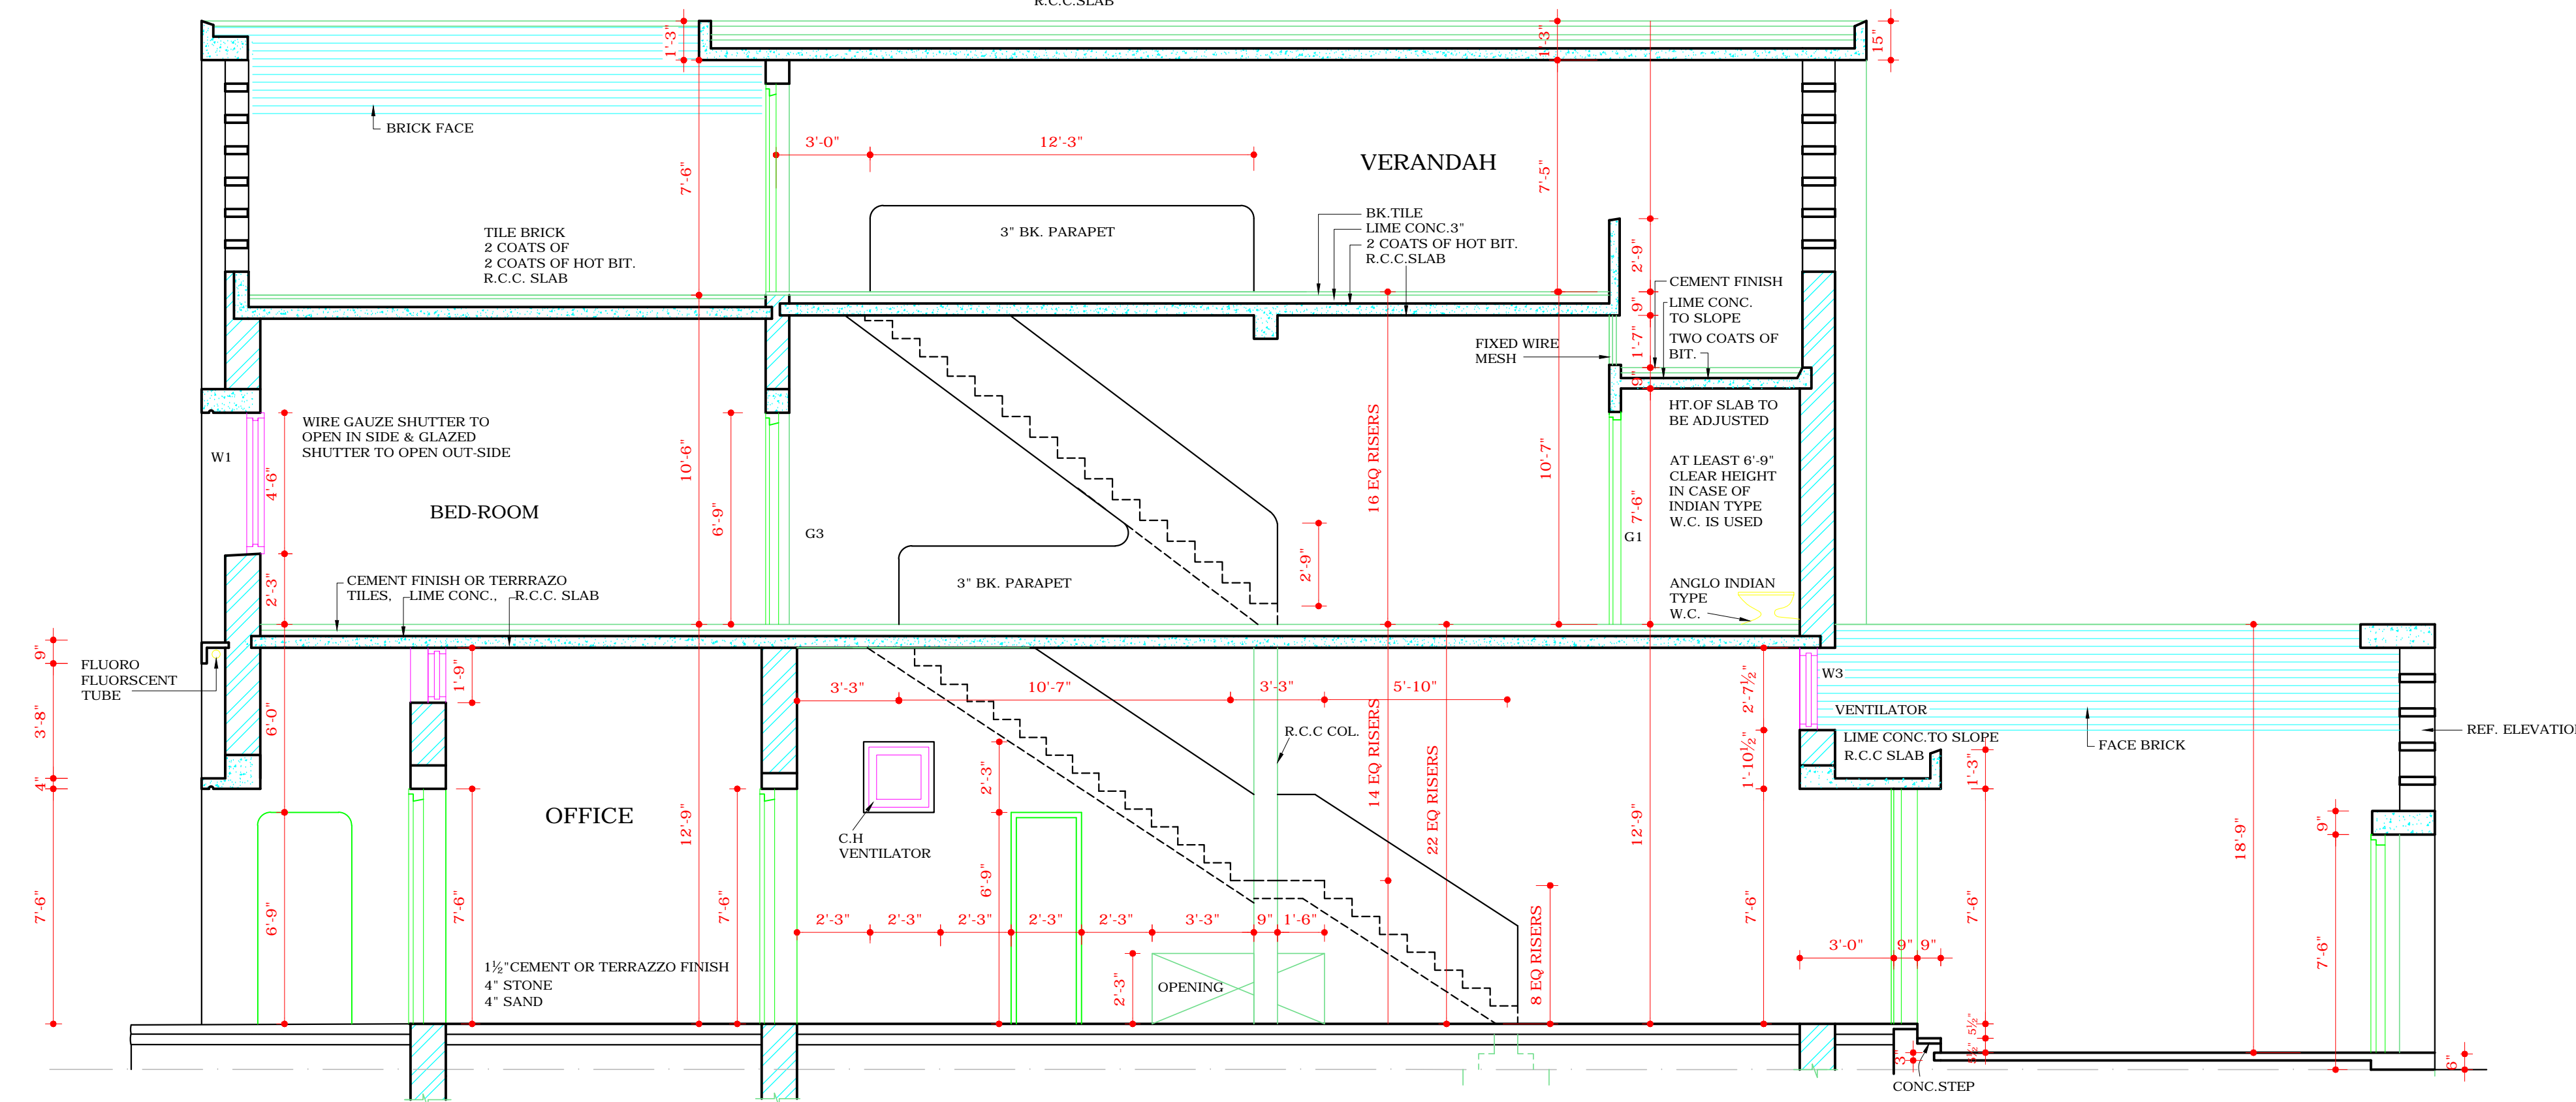 R.C.C.SLAB
1'-3"
1'-3"
15"
BRICK FACE
3'-0"
12'-3"
VERANDAH
7'-6"
7'-5"
TILE BRICK
2 COATS OF
2 COATS OF HOT BIT.
R.C.C. SLAB
3" BK. PARAPET
BK.TILE
LIME CONC.3"
2 COATS OF HOT BIT.
R.C.C.SLAB
2'-9"
9"
1'-7"
9"
CEMENT FINISH
LIME CONC.
TO SLOPE
TWO COATS OF
BIT.
FIXED WIRE
MESH
HT.OF SLAB TO
BE ADJUSTED
AT LEAST 6'-9"
CLEAR HEIGHT
IN CASE OF
INDIAN TYPE
W.C. IS USED
WIRE GAUZE SHUTTER TO
OPEN IN SIDE & GLAZED
SHUTTER TO OPEN OUT-SIDE
W1
4'-6"
BED-ROOM
10'-6"
6'-9"
G3
16 EQ RISERS
10'-7"
7'-6"
G1
2'-9"
2'-3"
CEMENT FINISH OR TERRRAZO
TILES, LIME CONC., R.C.C. SLAB
3" BK. PARAPET
ANGLO INDIAN
TYPE
W.C.
9"
FLUORO
FLUORSCENT
TUBE
3'-8"
4"
7'-6"
6'-0"
6'-9"
1'-9"
7'-6"
OFFICE
12'-9"
7'-6"
3'-3"
10'-7"
3'-3"
5'-10"
R.C.C COL.
14 EQ RISERS
22 EQ RISERS
8 EQ RISERS
C.H
VENTILATOR
2'-3"
6'-9"
2'-3"
2'-3"
2'-3"
2'-3"
2'-3"
3'-3"
9"
1'-6"
2'-3"
OPENING
1½"CEMENT OR TERRAZZO FINISH
4" STONE
4" SAND
12'-9"
2'-7½"
1'-10½"
7'-6"
W3
VENTILATOR
LIME CONC.TO SLOPE
R.C.C SLAB
FACE BRICK
REF. ELEVATION
1'-3"
7'-6"
3'-0"
9"
9"
5½"
5½"
3"
18'-9"
9"
7'-6"
6"
CONC.STEP